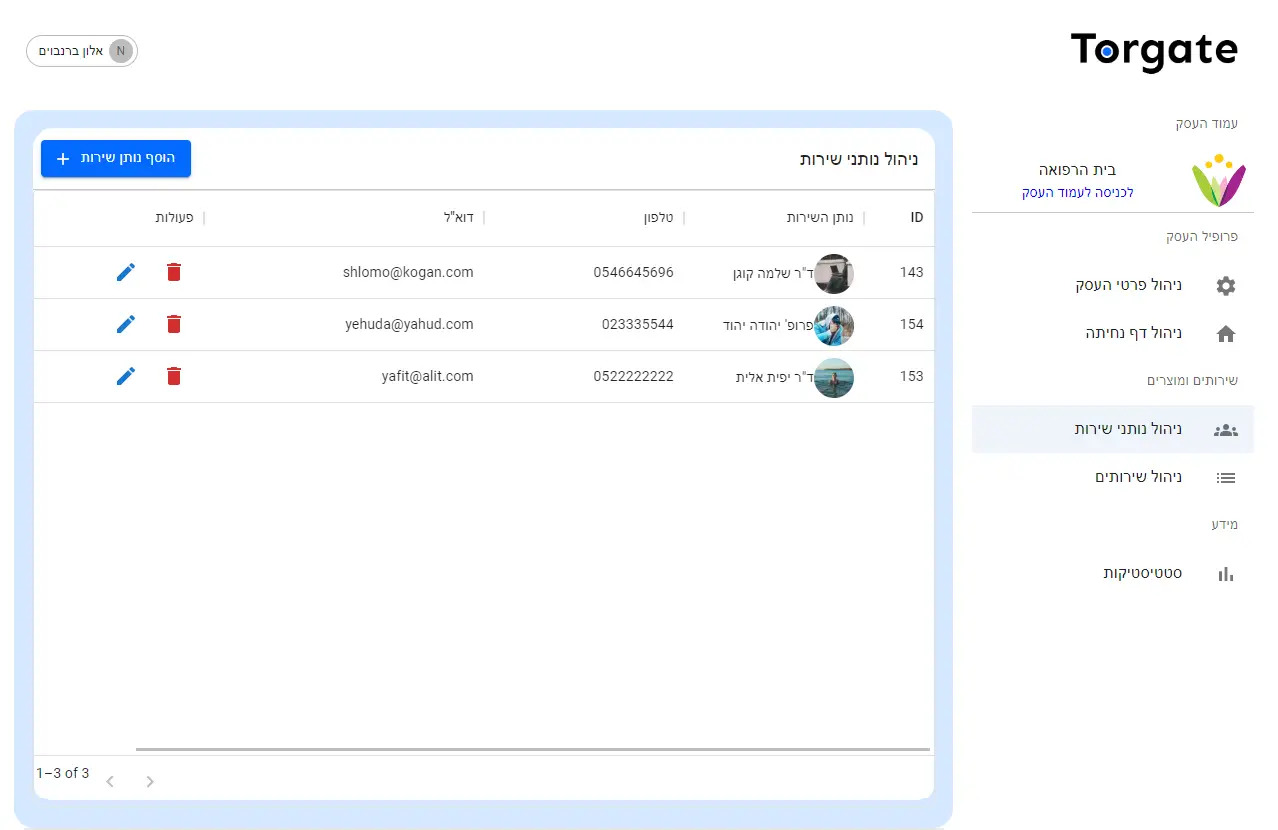 Torgate
N אלון ברנבוים
עמוד העסק
בית הרפואה
לכניסה לעמוד העסק
פרופיל העסק
ניהול פרטי העסק
ניהול דף נחיתה
שירותים ומוצרים
ניהול נותני שירות
ניהול שירותים
מידע
סטטיסטיקות
ניהול נותני שירות
הוסף נותן שירות +
ID נותן השירות טלפון דוא"ל פעולות
143 ד"ר שלמה קוגן 0546645696 shlomo@kogan.com
154 פרופ' יהודה יהוד 023335544 yehuda@yahud.com
153 ד"ר יפית אלית 0522222222 yafit@alit.com
1–3 of 3